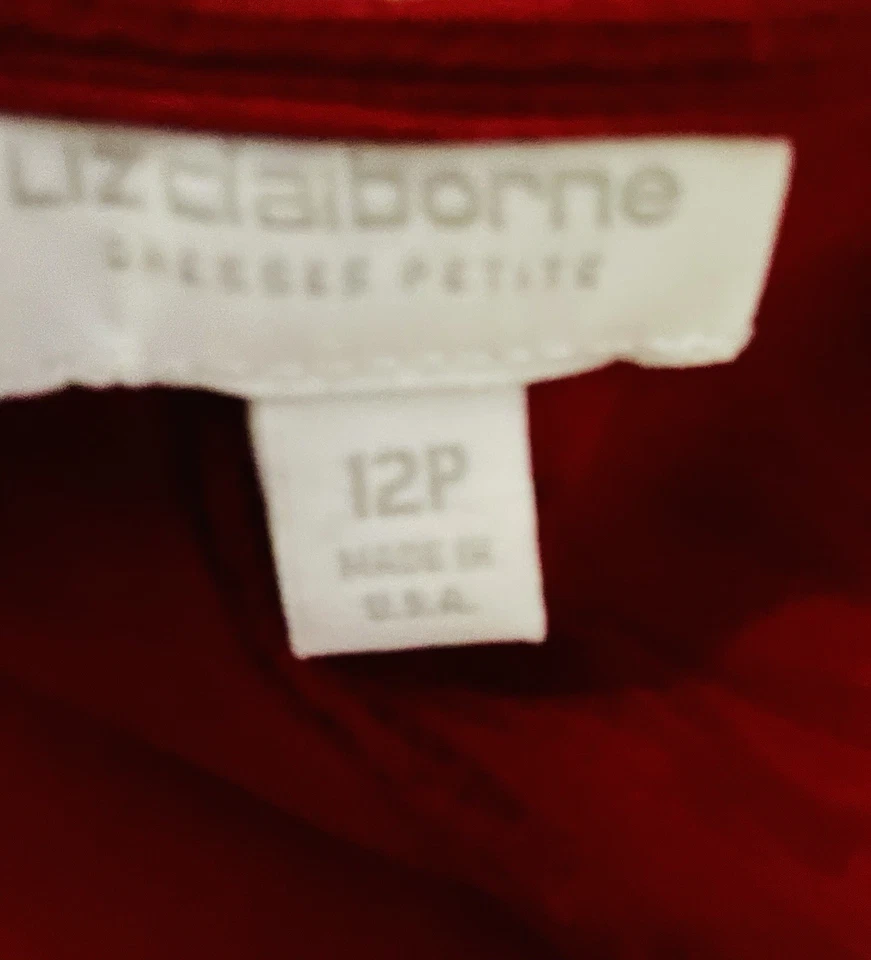 Liz claiborne
DRESSES PETITE
12P
MADE IN
U.S.A.